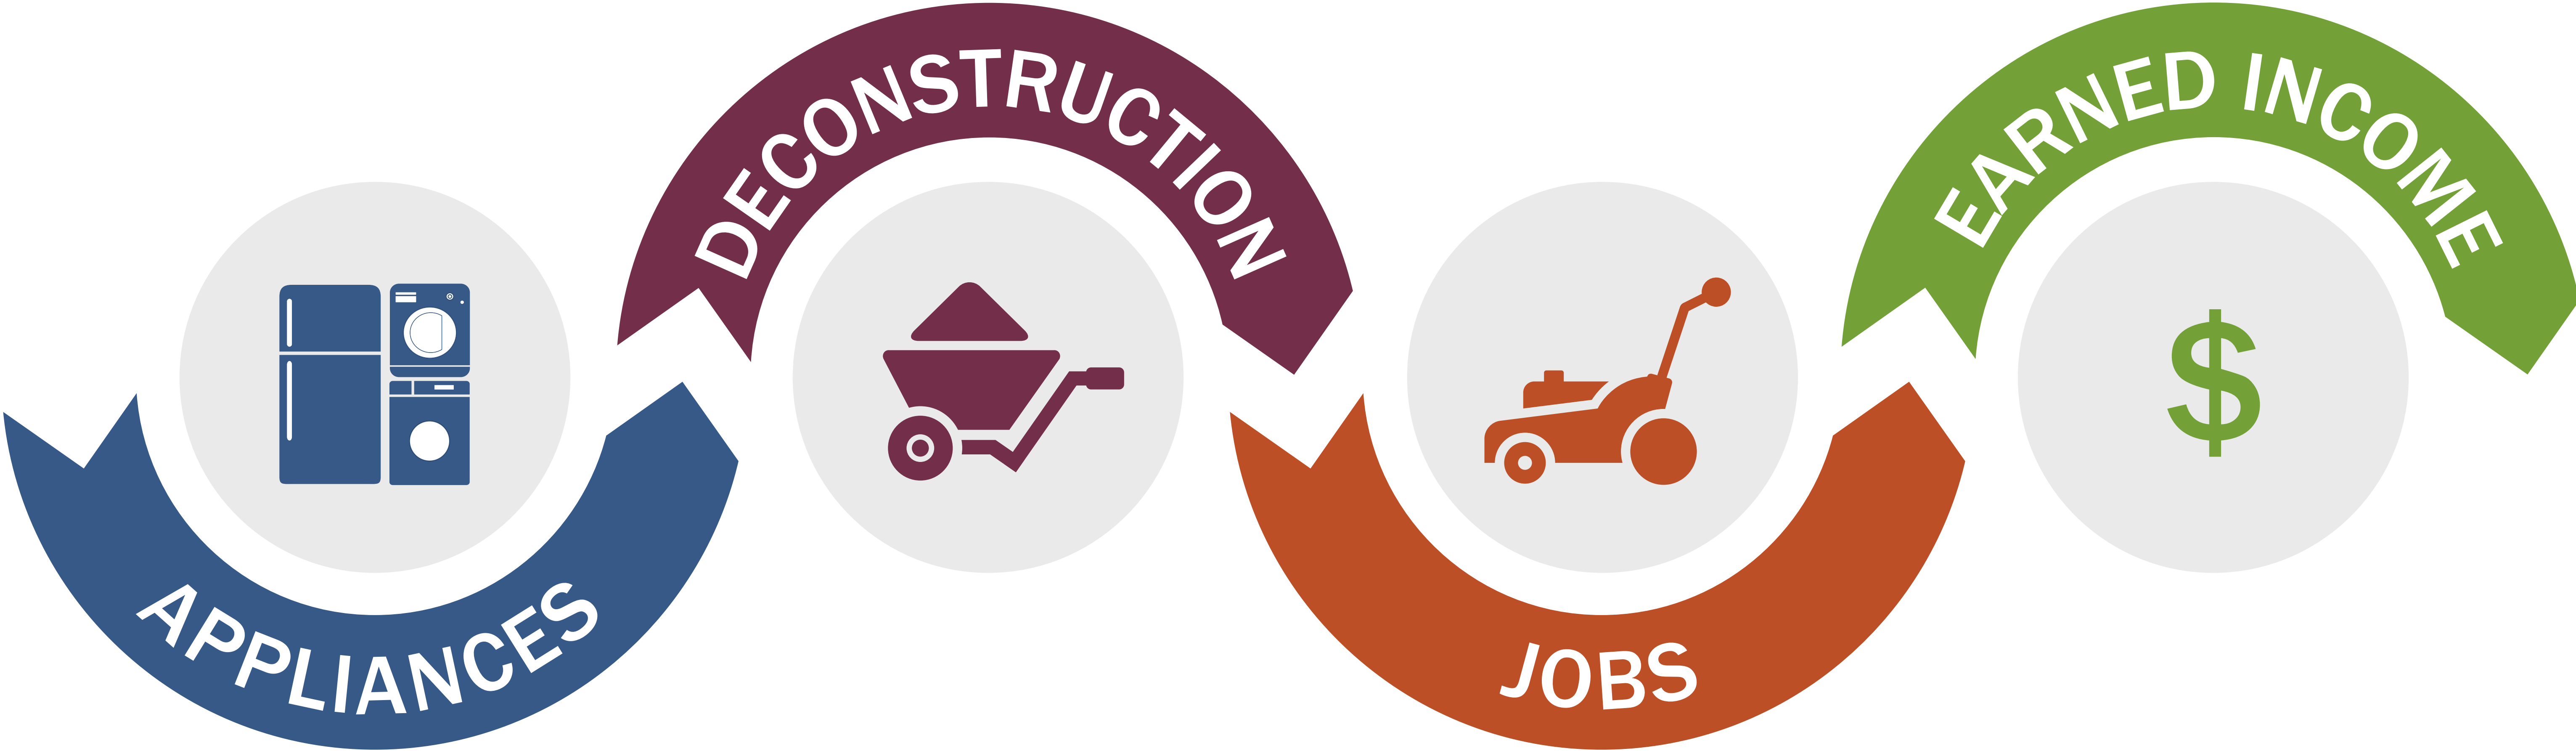 APPLIANCES
DECONSTRUCTION
JOBS
EARNED INCOME
$